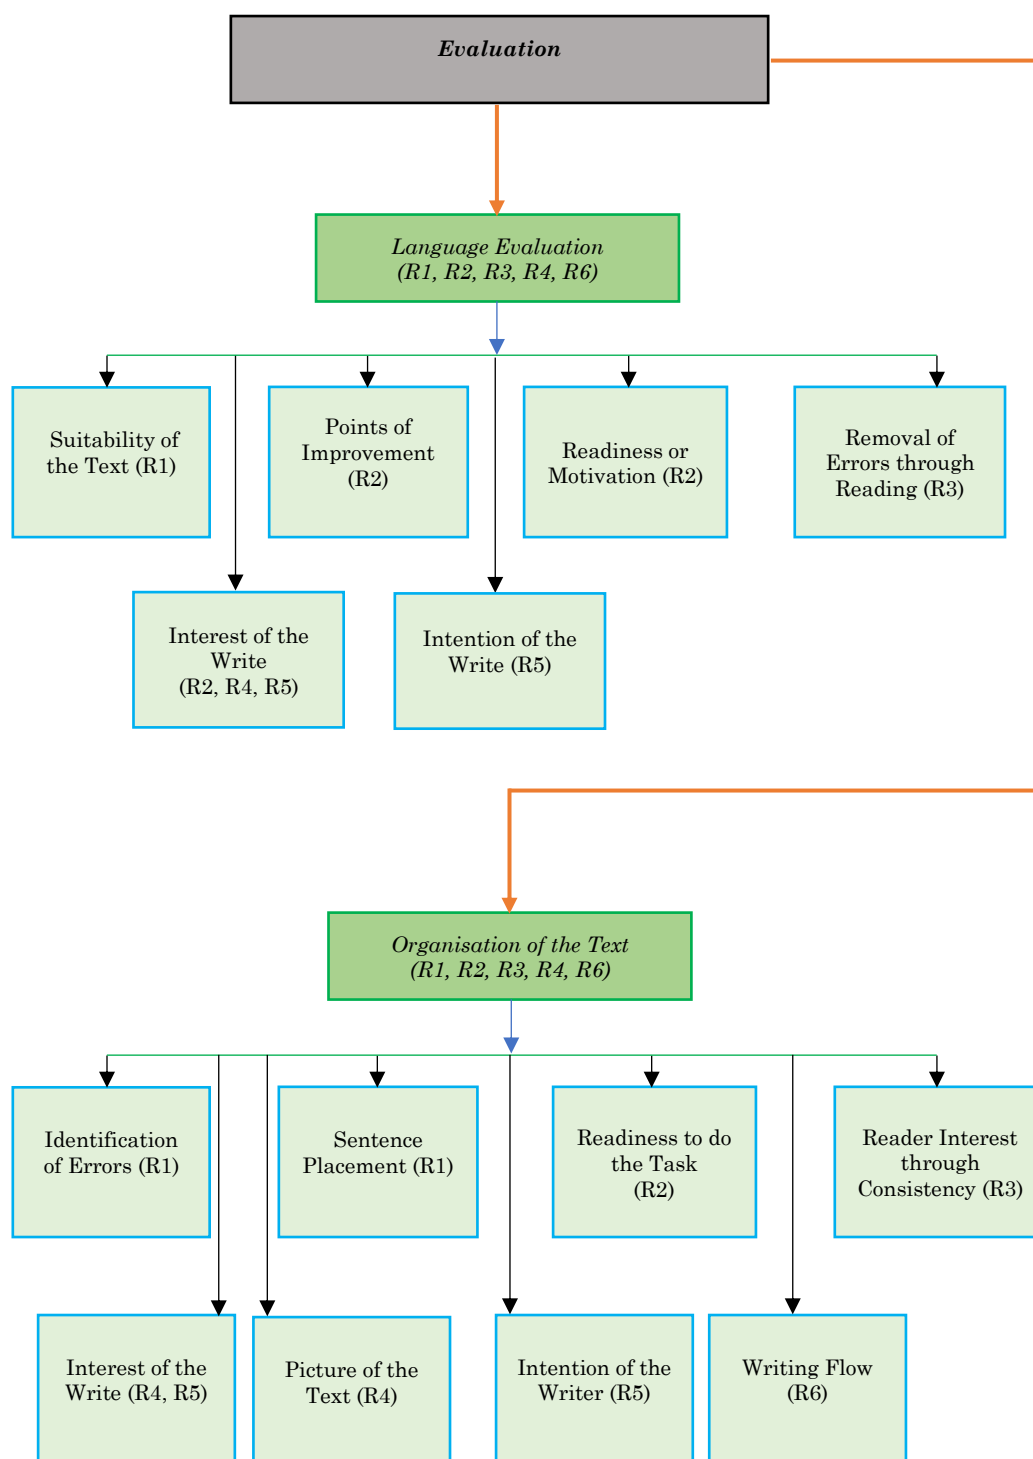 Evaluation
Language Evaluation
(R1, R2, R3, R4, R6)
Suitability of
the Text (R1)
Points of
Improvement
(R2)
Readiness or
Motivation (R2)
Removal of
Errors through
Reading (R3)
Interest of the
Write
(R2, R4, R5)
Intention of the
Write (R5)
Organisation of the Text
(R1, R2, R3, R4, R6)
Identification
of Errors (R1)
Sentence
Placement (R1)
Readiness to do
the Task
(R2)
Reader Interest
through
Consistency (R3)
Interest of the
Write (R4, R5)
Picture of the
Text (R4)
Intention of the
Writer (R5)
Writing Flow
(R6)